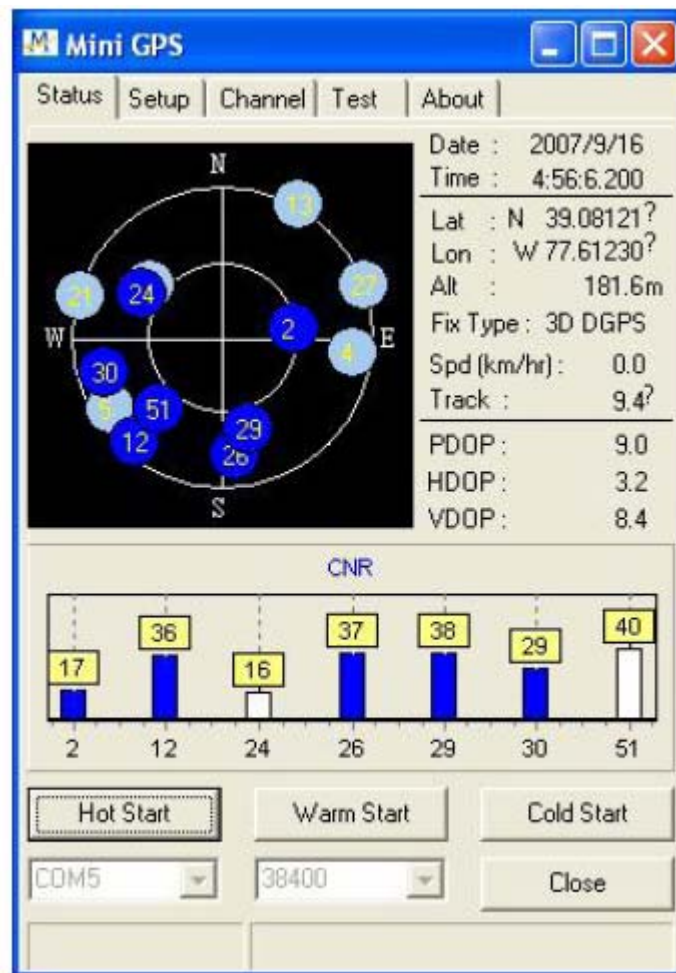 Mini GPS
Status Setup Channel Test About
N
13
21
24
27
2
W
E
4
30
5
51
12
29
26
S
Date : 2007/9/16
Time : 4:56:6.200
Lat : N 39.08121?
Lon : W 77.61230?
Alt : 181.6m
Fix Type : 3D DGPS
Spd (km/hr) : 0.0
Track : 9.4?
PDOP : 9.0
HDOP : 3.2
VDOP : 8.4
CNR
17 36 16 37 38 29 40
2 12 24 26 29 30 51
Hot Start Warm Start Cold Start
COM5 38400 Close